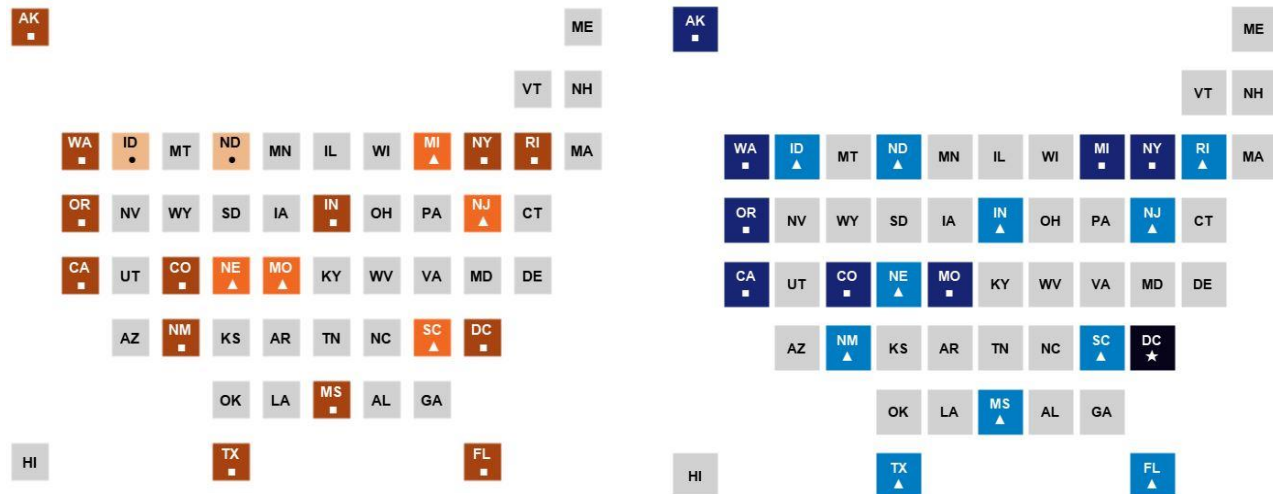 AK
ME
VT NH
WA ID MT ND MN IL WI MI NY RI MA
OR NV WY SD IA IN OH PA NJ CT
CA UT CO NE MO KY WV VA MD DE
AZ NM KS AR TN NC SC DC
OK LA MS AL GA
HI TX FL
AK
ME
VT NH
WA ID MT ND MN IL WI MI NY RI MA
OR NV WY SD IA IN OH PA NJ CT
CA UT CO NE MO KY WV VA MD DE
AZ NM KS AR TN NC SC DC
OK LA MS AL GA
HI TX FL